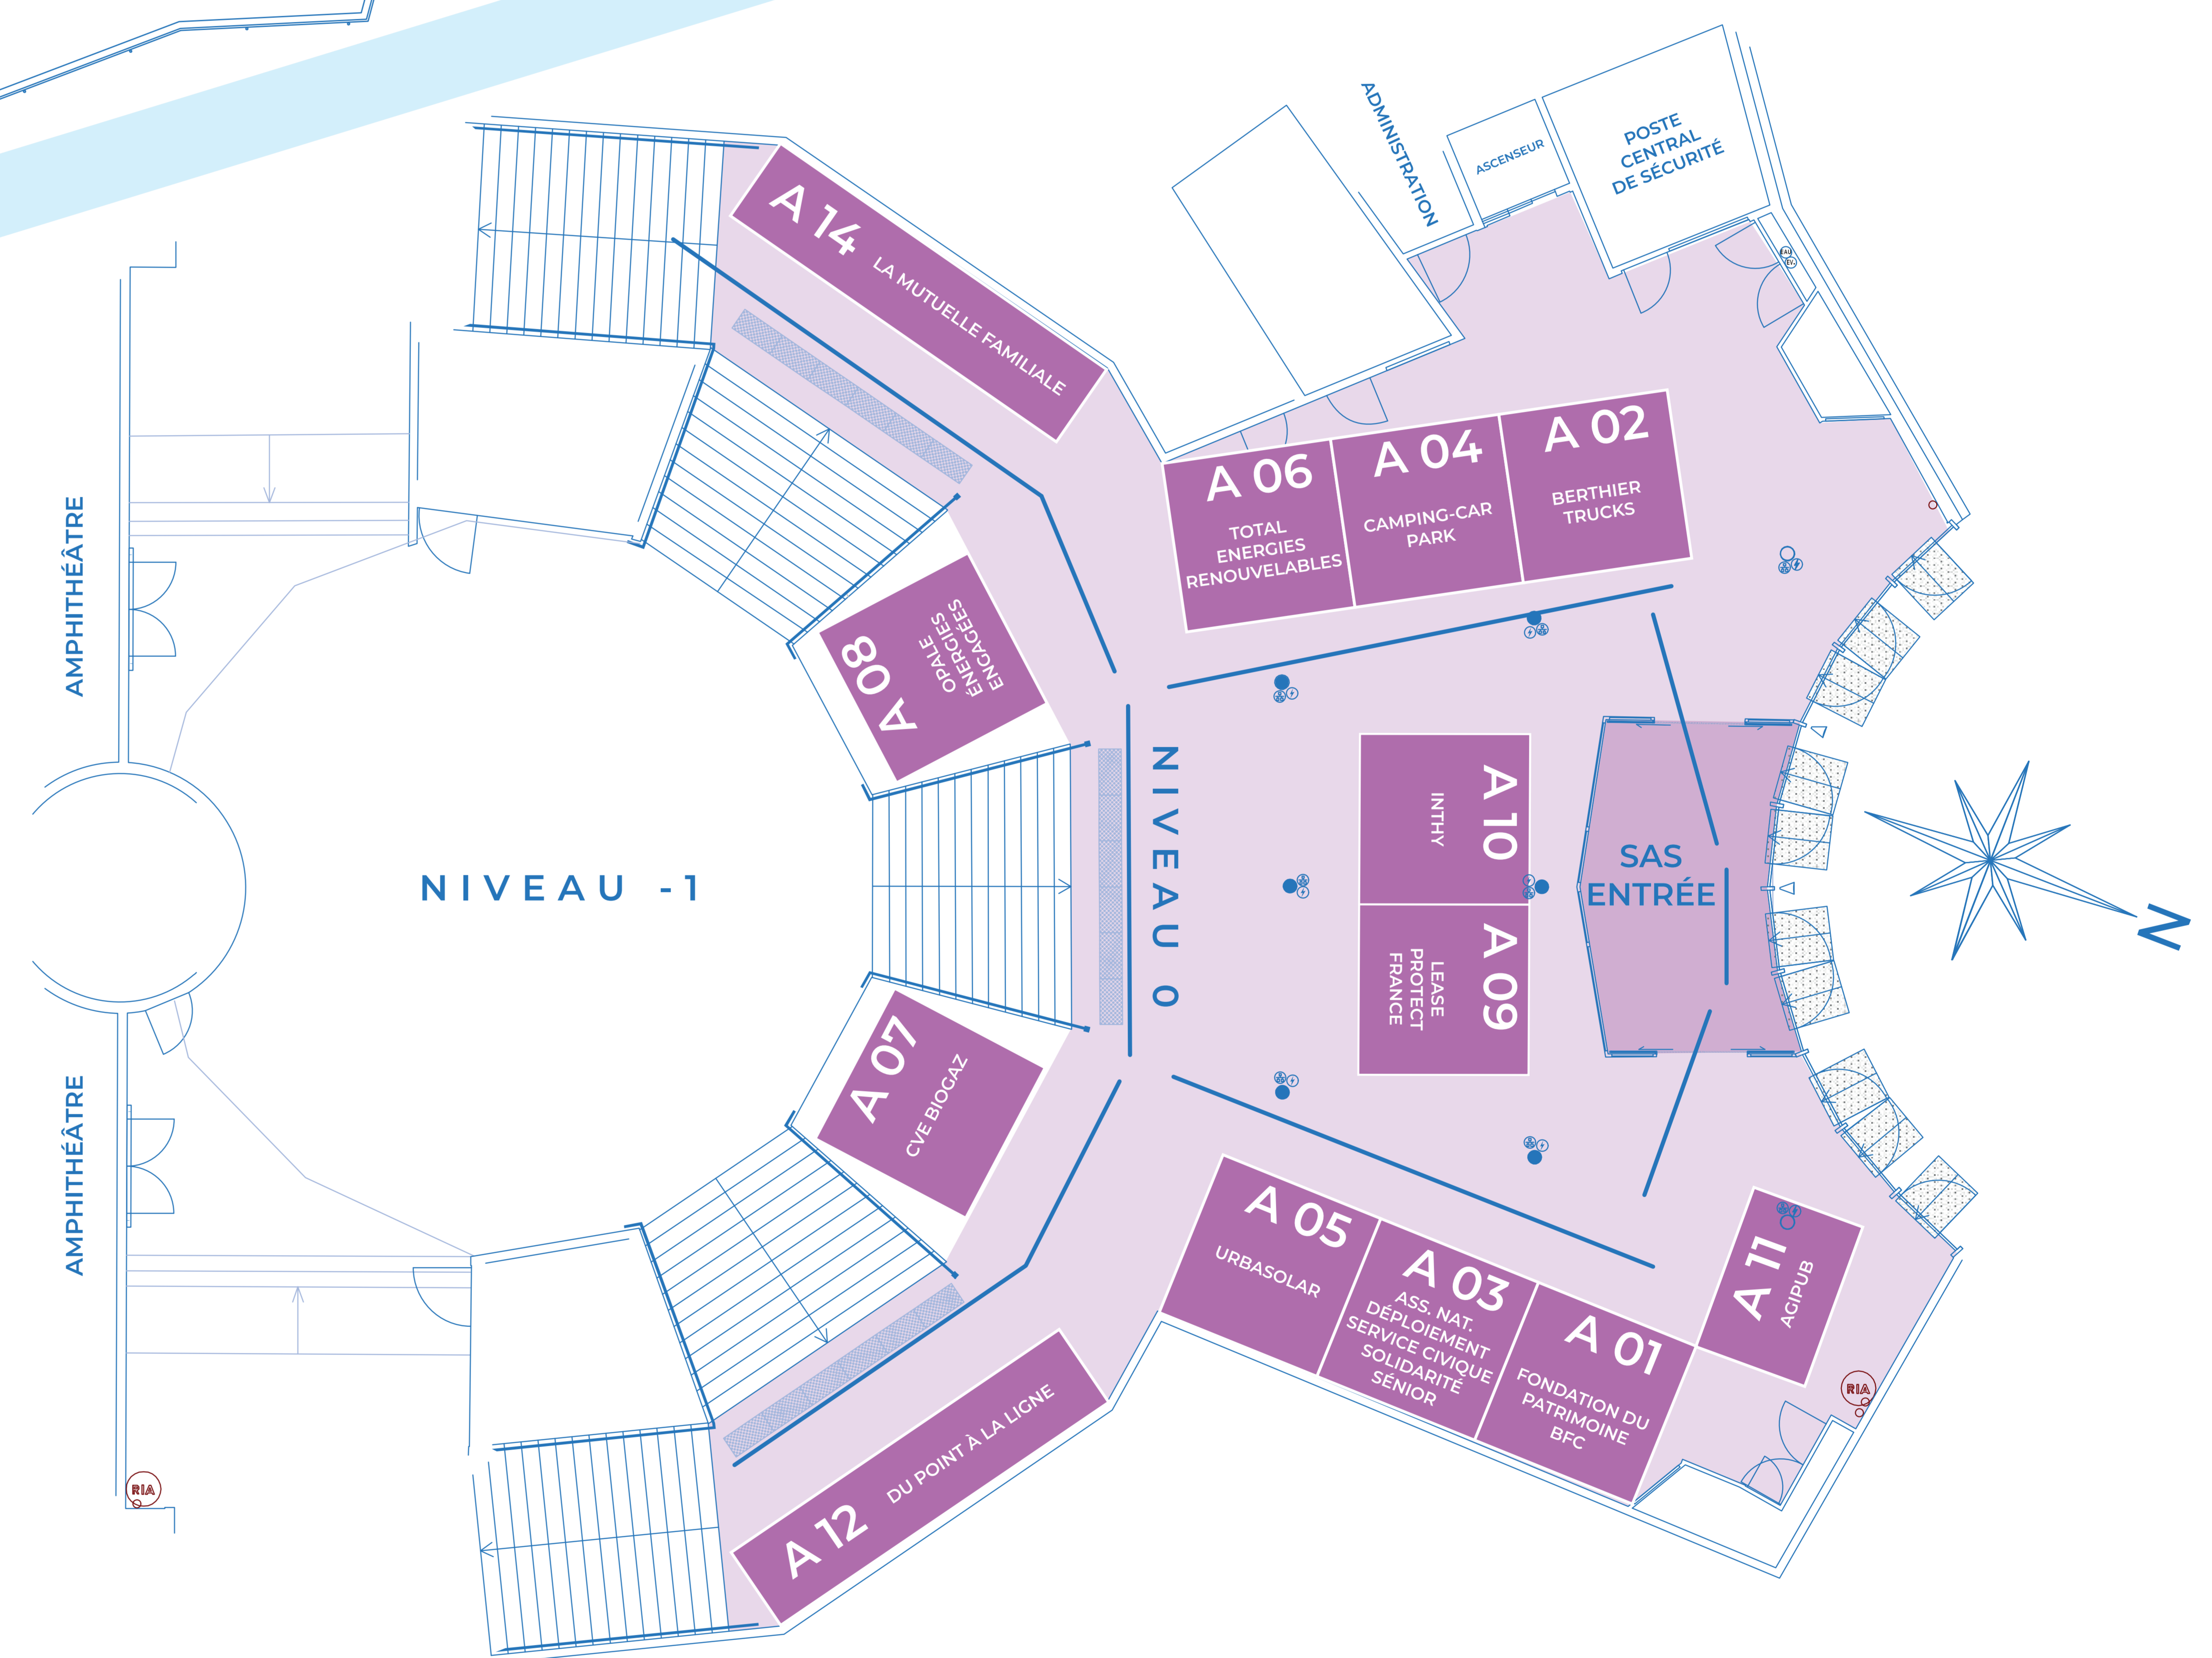 ADMINISTRATION
ASCENSEUR
POSTE
CENTRAL
DE SÉCURITÉ
EAU
EV.
A 14
LA MUTUELLE FAMILIALE
A 06
TOTAL
ENERGIES
RENOUVELABLES
A 04
CAMPING-CAR
PARK
A 02
BERTHIER
TRUCKS
AMPHITHÉÂTRE
A 08
OPALE
ÉNERGIES
ENGAGÉES
NIVEAU -1
NIVEAU 0
A 10
INTHY
A 09
LEASE
PROTECT
FRANCE
SAS
ENTRÉE
N
A 07
CVE BIOGAZ
AMPHITHÉÂTRE
A 05
URBASOLAR
A 03
ASS. NAT.
DÉPLOIEMENT
SERVICE CIVIQUE
SOLIDARITÉ
SÉNIOR
A 01
FONDATION DU
PATRIMOINE
BFC
A 11
AGIPUB
RIA
A 12
DU POINT À LA LIGNE
RIA